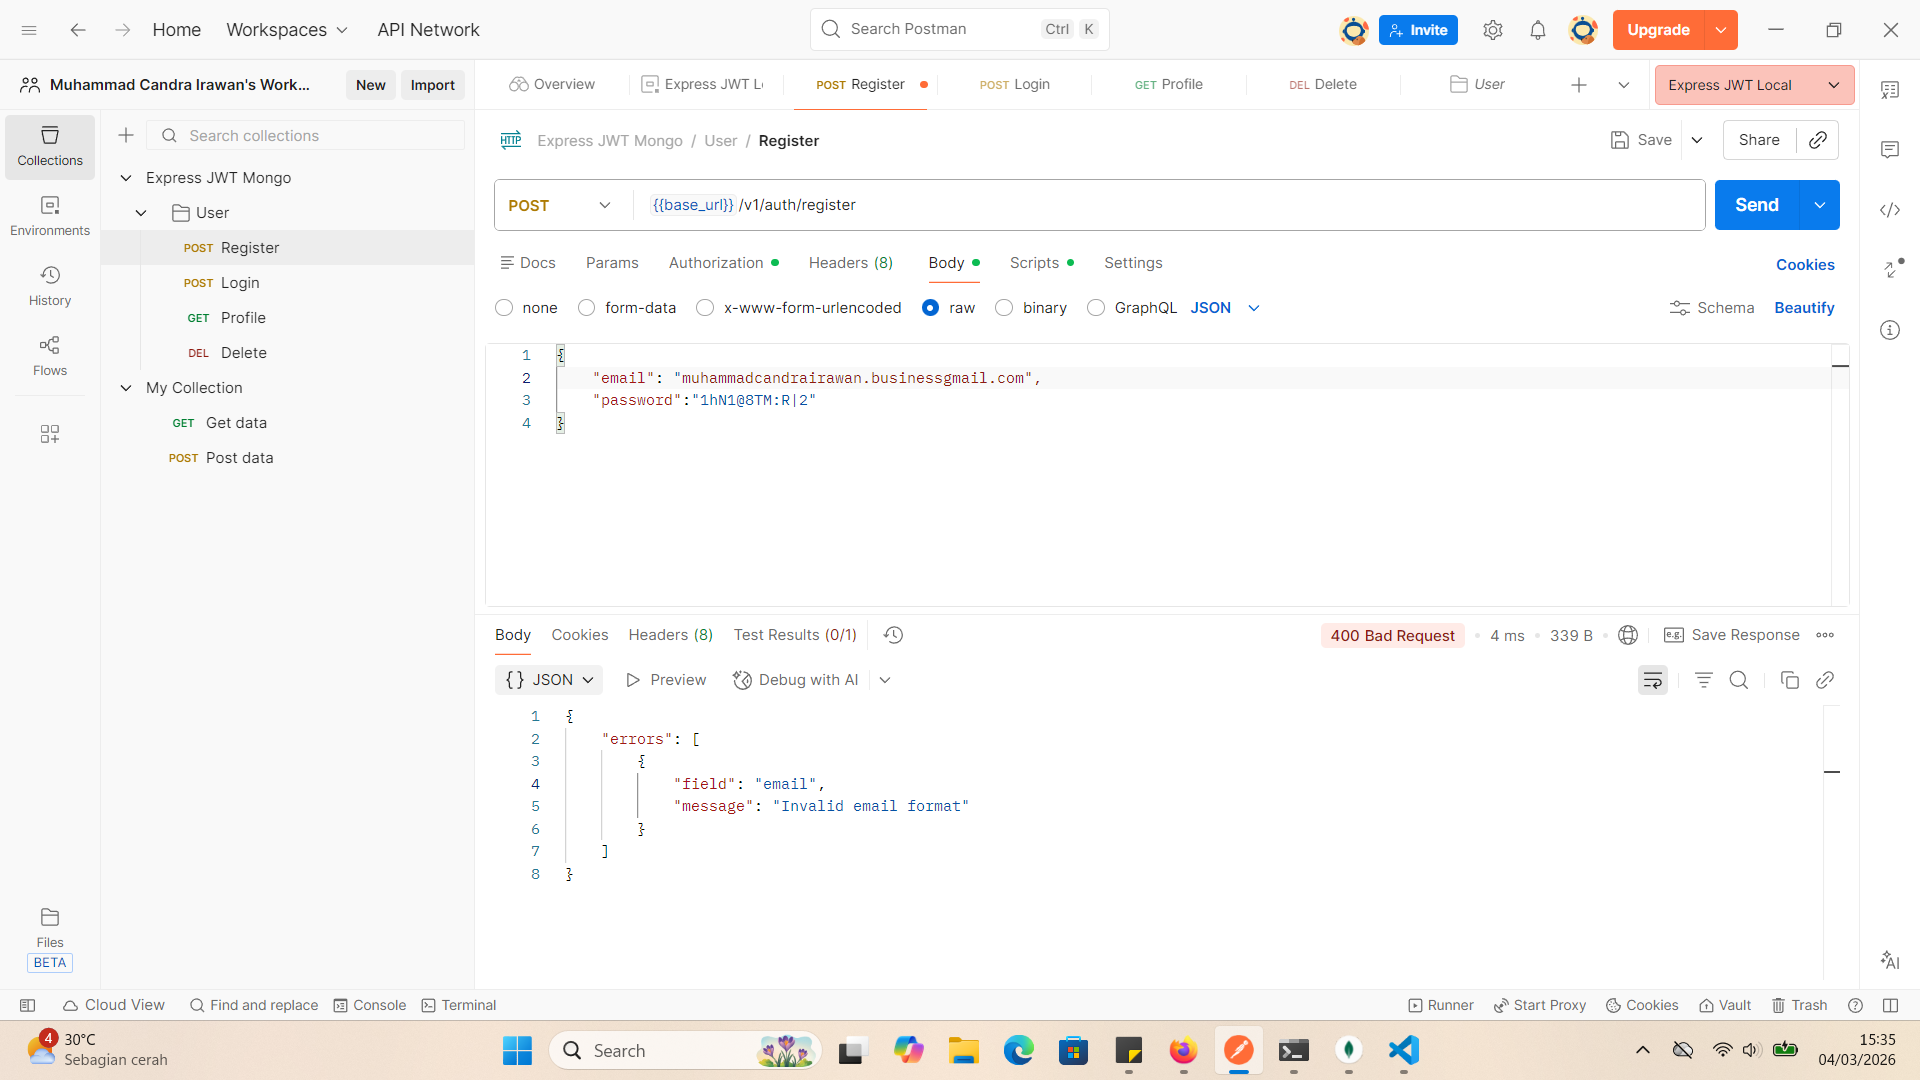 Home
Workspaces
API Network
Search Postman
Ctrl
K
Invite
Upgrade
Muhammad Candra Irawan's Work...
New
Import
Overview
Express JWT Lo
POST Register
POST Login
GET Profile
DEL Delete
User
Express JWT Local
Collections
Environments
History
Flows
Files
BETA
Search collections
Express JWT Mongo
User
POST Register
POST Login
GET Profile
DEL Delete
My Collection
GET Get data
POST Post data
HTTP
Express JWT Mongo / User / Register
Save
Share
POST
{{base_url}} /v1/auth/register
Send
Docs
Params
Authorization
Headers (8)
Body
Scripts
Settings
Cookies
none
form-data
x-www-form-urlencoded
raw
binary
GraphQL
JSON
Schema
Beautify
1 {
2 "email": "muhammadcandrairawan.businessgmail.com",
3 "password":"1hN1@8TM:R|2"
4 }
Body
Cookies
Headers (8)
Test Results (0/1)
400 Bad Request
4 ms
339 B
e.g. Save Response
{} JSON
Preview
Debug with AI
1 {
2 "errors": [
3 {
4 "field": "email",
5 "message": "Invalid email format"
6 }
7 ]
8 }
AI
Cloud View
Find and replace
Console
Terminal
Runner
Start Proxy
Cookies
Vault
Trash
4
30°C
Sebagian cerah
Search
15:35
04/03/2026